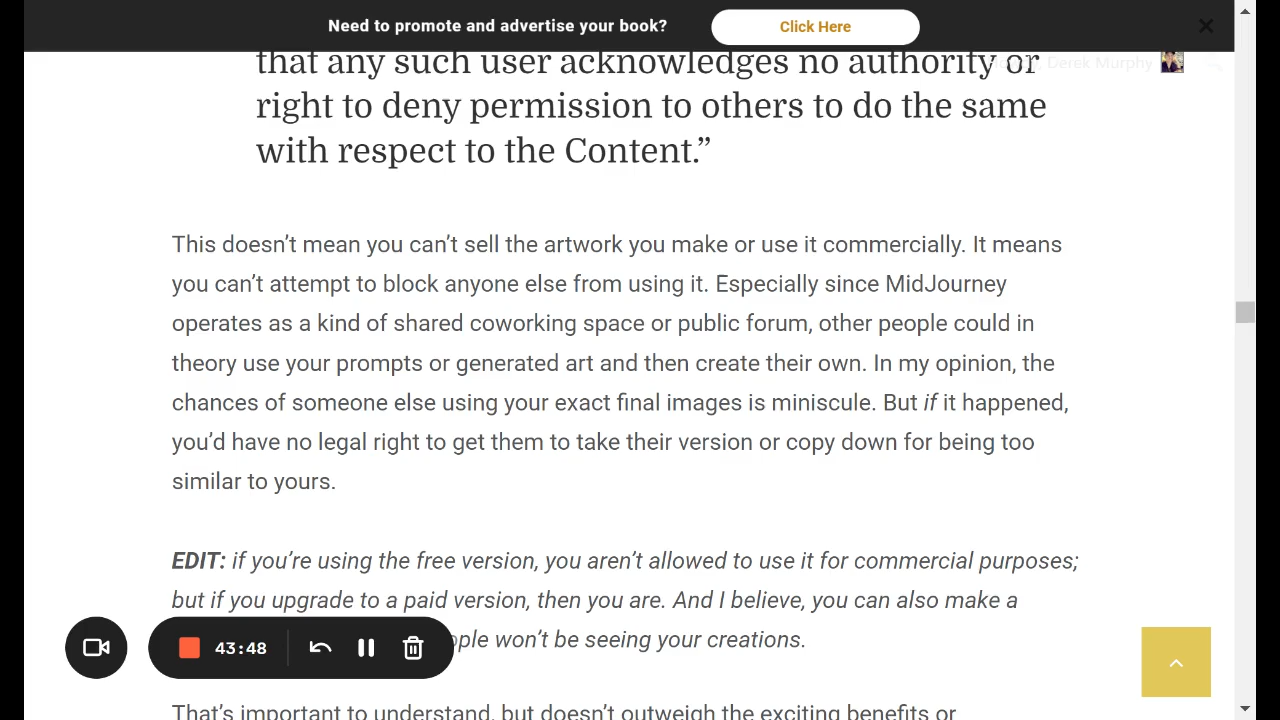 Need to promote and advertise your book?
Click Here
that any such user acknowledges no authority or
Derek Murphy
right to deny permission to others to do the same
with respect to the Content.”
This doesn’t mean you can’t sell the artwork you make or use it commercially. It means
you can’t attempt to block anyone else from using it. Especially since MidJourney
operates as a kind of shared coworking space or public forum, other people could in
theory use your prompts or generated art and then create their own. In my opinion, the
chances of someone else using your exact final images is miniscule. But if it happened,
you’d have no legal right to get them to take their version or copy down for being too
similar to yours.
EDIT: if you’re using the free version, you aren’t allowed to use it for commercial purposes;
but if you upgrade to a paid version, then you are. And I believe, you can also make a
43:48
won’t be seeing your creations.
That’s important to understand, but doesn’t outweigh the exciting benefits or